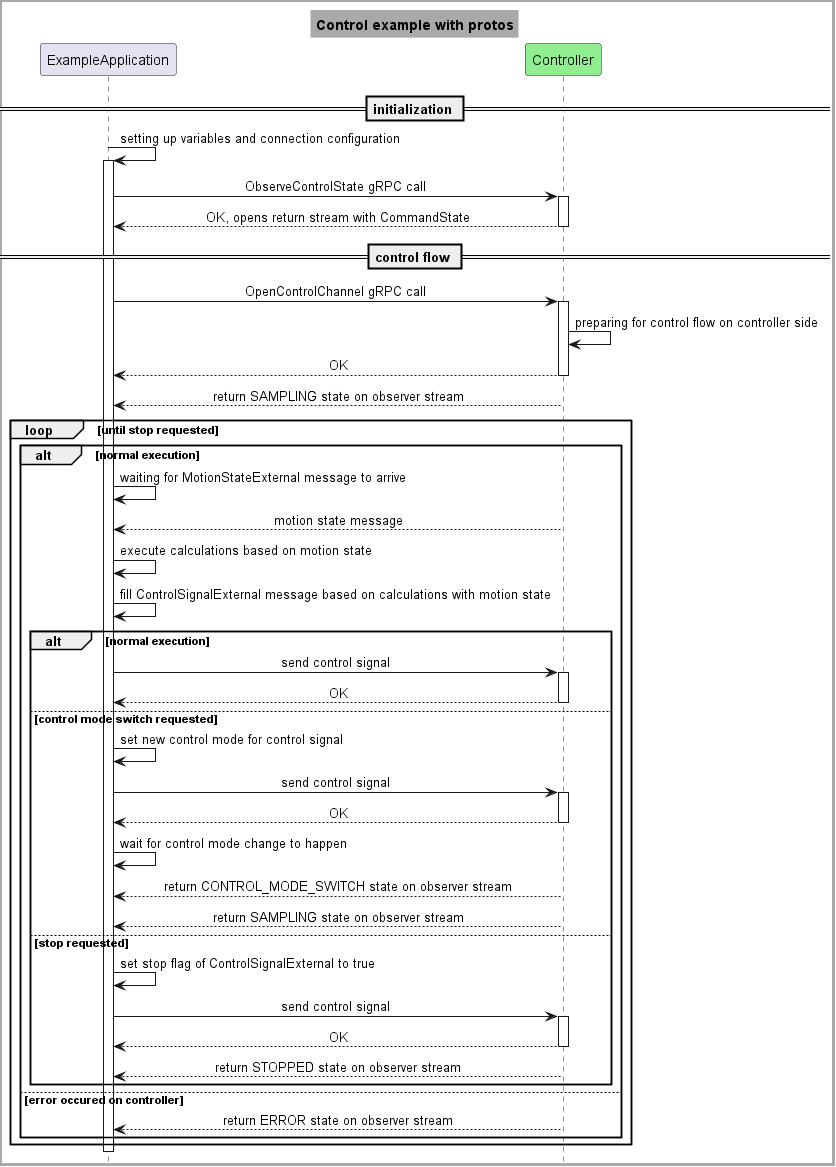 Control example with protos
ExampleApplication
Controller
initialization
setting up variables and connection configuration
ObserveControlState gRPC call
OK, opens return stream with CommandState
control flow
OpenControlChannel gRPC call
preparing for control flow on controller side
OK
return SAMPLING state on observer stream
loop [until stop requested]
alt [normal execution]
waiting for MotionStateExternal message to arrive
motion state message
execute calculations based on motion state
fill ControlSignalExternal message based on calculations with motion state
alt [normal execution]
send control signal
OK
[control mode switch requested]
set new control mode for control signal
send control signal
OK
wait for control mode change to happen
return CONTROL_MODE_SWITCH state on observer stream
return SAMPLING state on observer stream
[stop requested]
set stop flag of ControlSignalExternal to true
send control signal
OK
return STOPPED state on observer stream
[error occured on controller]
return ERROR state on observer stream